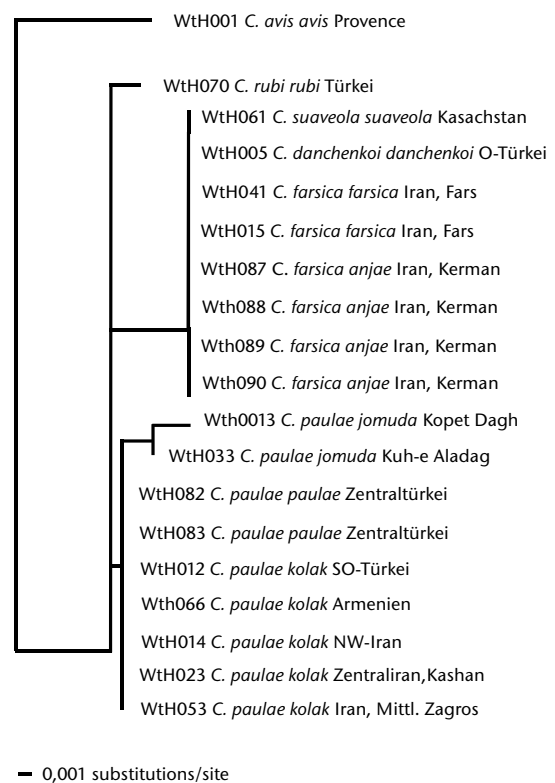 WtH001 C. avis avis Provence
WtH070 C. rubi rubi Türkei
WtH061 C. suaveola suaveola Kasachstan
WtH005 C. danchenkoi danchenkoi O-Türkei
WtH041 C. farsica farsica Iran, Fars
WtH015 C. farsica farsica Iran, Fars
WtH087 C. farsica anjae Iran, Kerman
Wth088 C. farsica anjae Iran, Kerman
Wth089 C. farsica anjae Iran, Kerman
Wth090 C. farsica anjae Iran, Kerman
Wth0013 C. paulae jomuda Kopet Dagh
WtH033 C. paulae jomuda Kuh-e Aladag
WtH082 C. paulae paulae Zentraltürkei
WtH083 C. paulae paulae Zentraltürkei
WtH012 C. paulae kolak SO-Türkei
Wth066 C. paulae kolak Armenien
WtH014 C. paulae kolak NW-Iran
WtH023 C. paulae kolak Zentraliran,Kashan
WtH053 C. paulae kolak Iran, Mittl. Zagros
0,001 substitutions/site